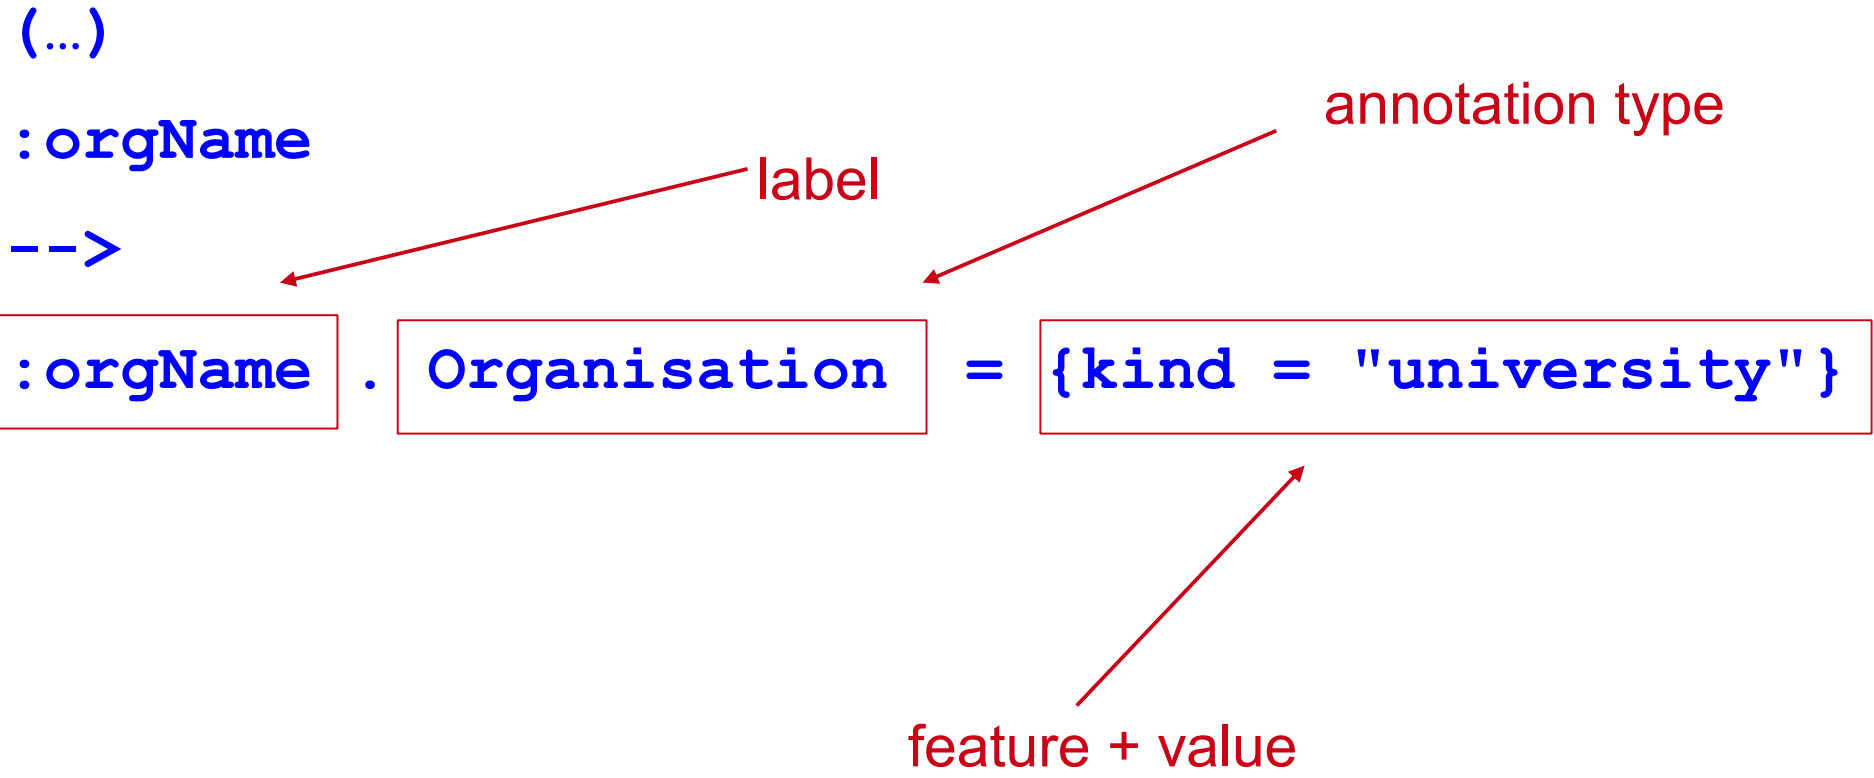 (…)
annotation type
:orgName
label
-->
:orgName . Organisation = {kind = "university"}
feature + value